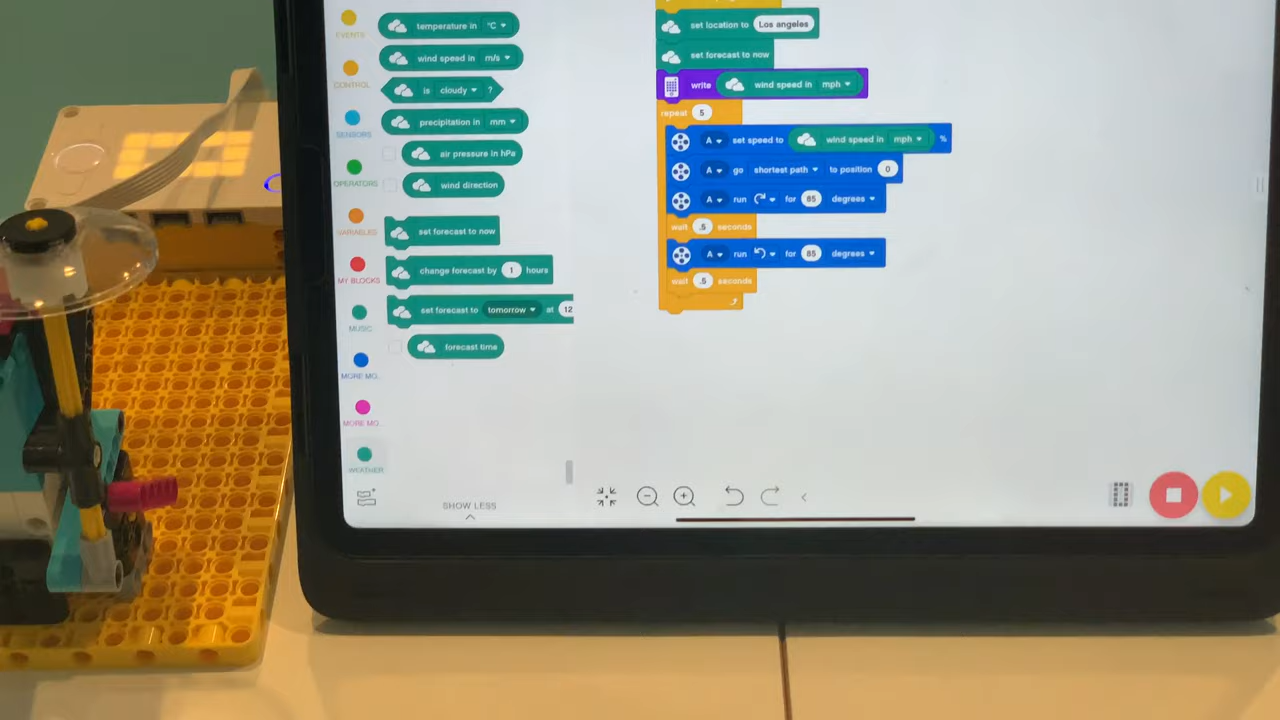 EVENTS
CONTROL
SENSORS
OPERATORS
VARIABLES
MY BLOCKS
MUSIC
MORE MO..
MORE MO..
WEATHER
temperature in °C
wind speed in m/s
is cloudy ?
precipitation in mm
air pressure in hPa
wind direction
set forecast to now
change forecast by 1 hours
set forecast to tomorrow at 12
forecast time
SHOW LESS
set location to Los angeles
set forecast to now
write wind speed in mph
repeat 5
A set speed to wind speed in mph %
A go shortest path to position 0
A run for 85 degrees
wait .5 seconds
A run for 85 degrees
wait .5 seconds